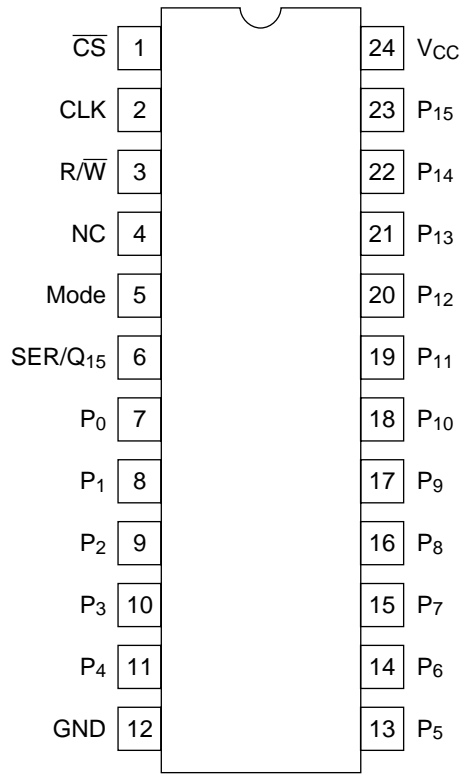 C̅S̅ 1 24 V_CC
CLK 2 23 P₁₅
R/W̅ 3 22 P₁₄
NC 4 21 P₁₃
Mode 5 20 P₁₂
SER/Q₁₅ 6 19 P₁₁
P₀ 7 18 P₁₀
P₁ 8 17 P₉
P₂ 9 16 P₈
P₃ 10 15 P₇
P₄ 11 14 P₆
GND 12 13 P₅